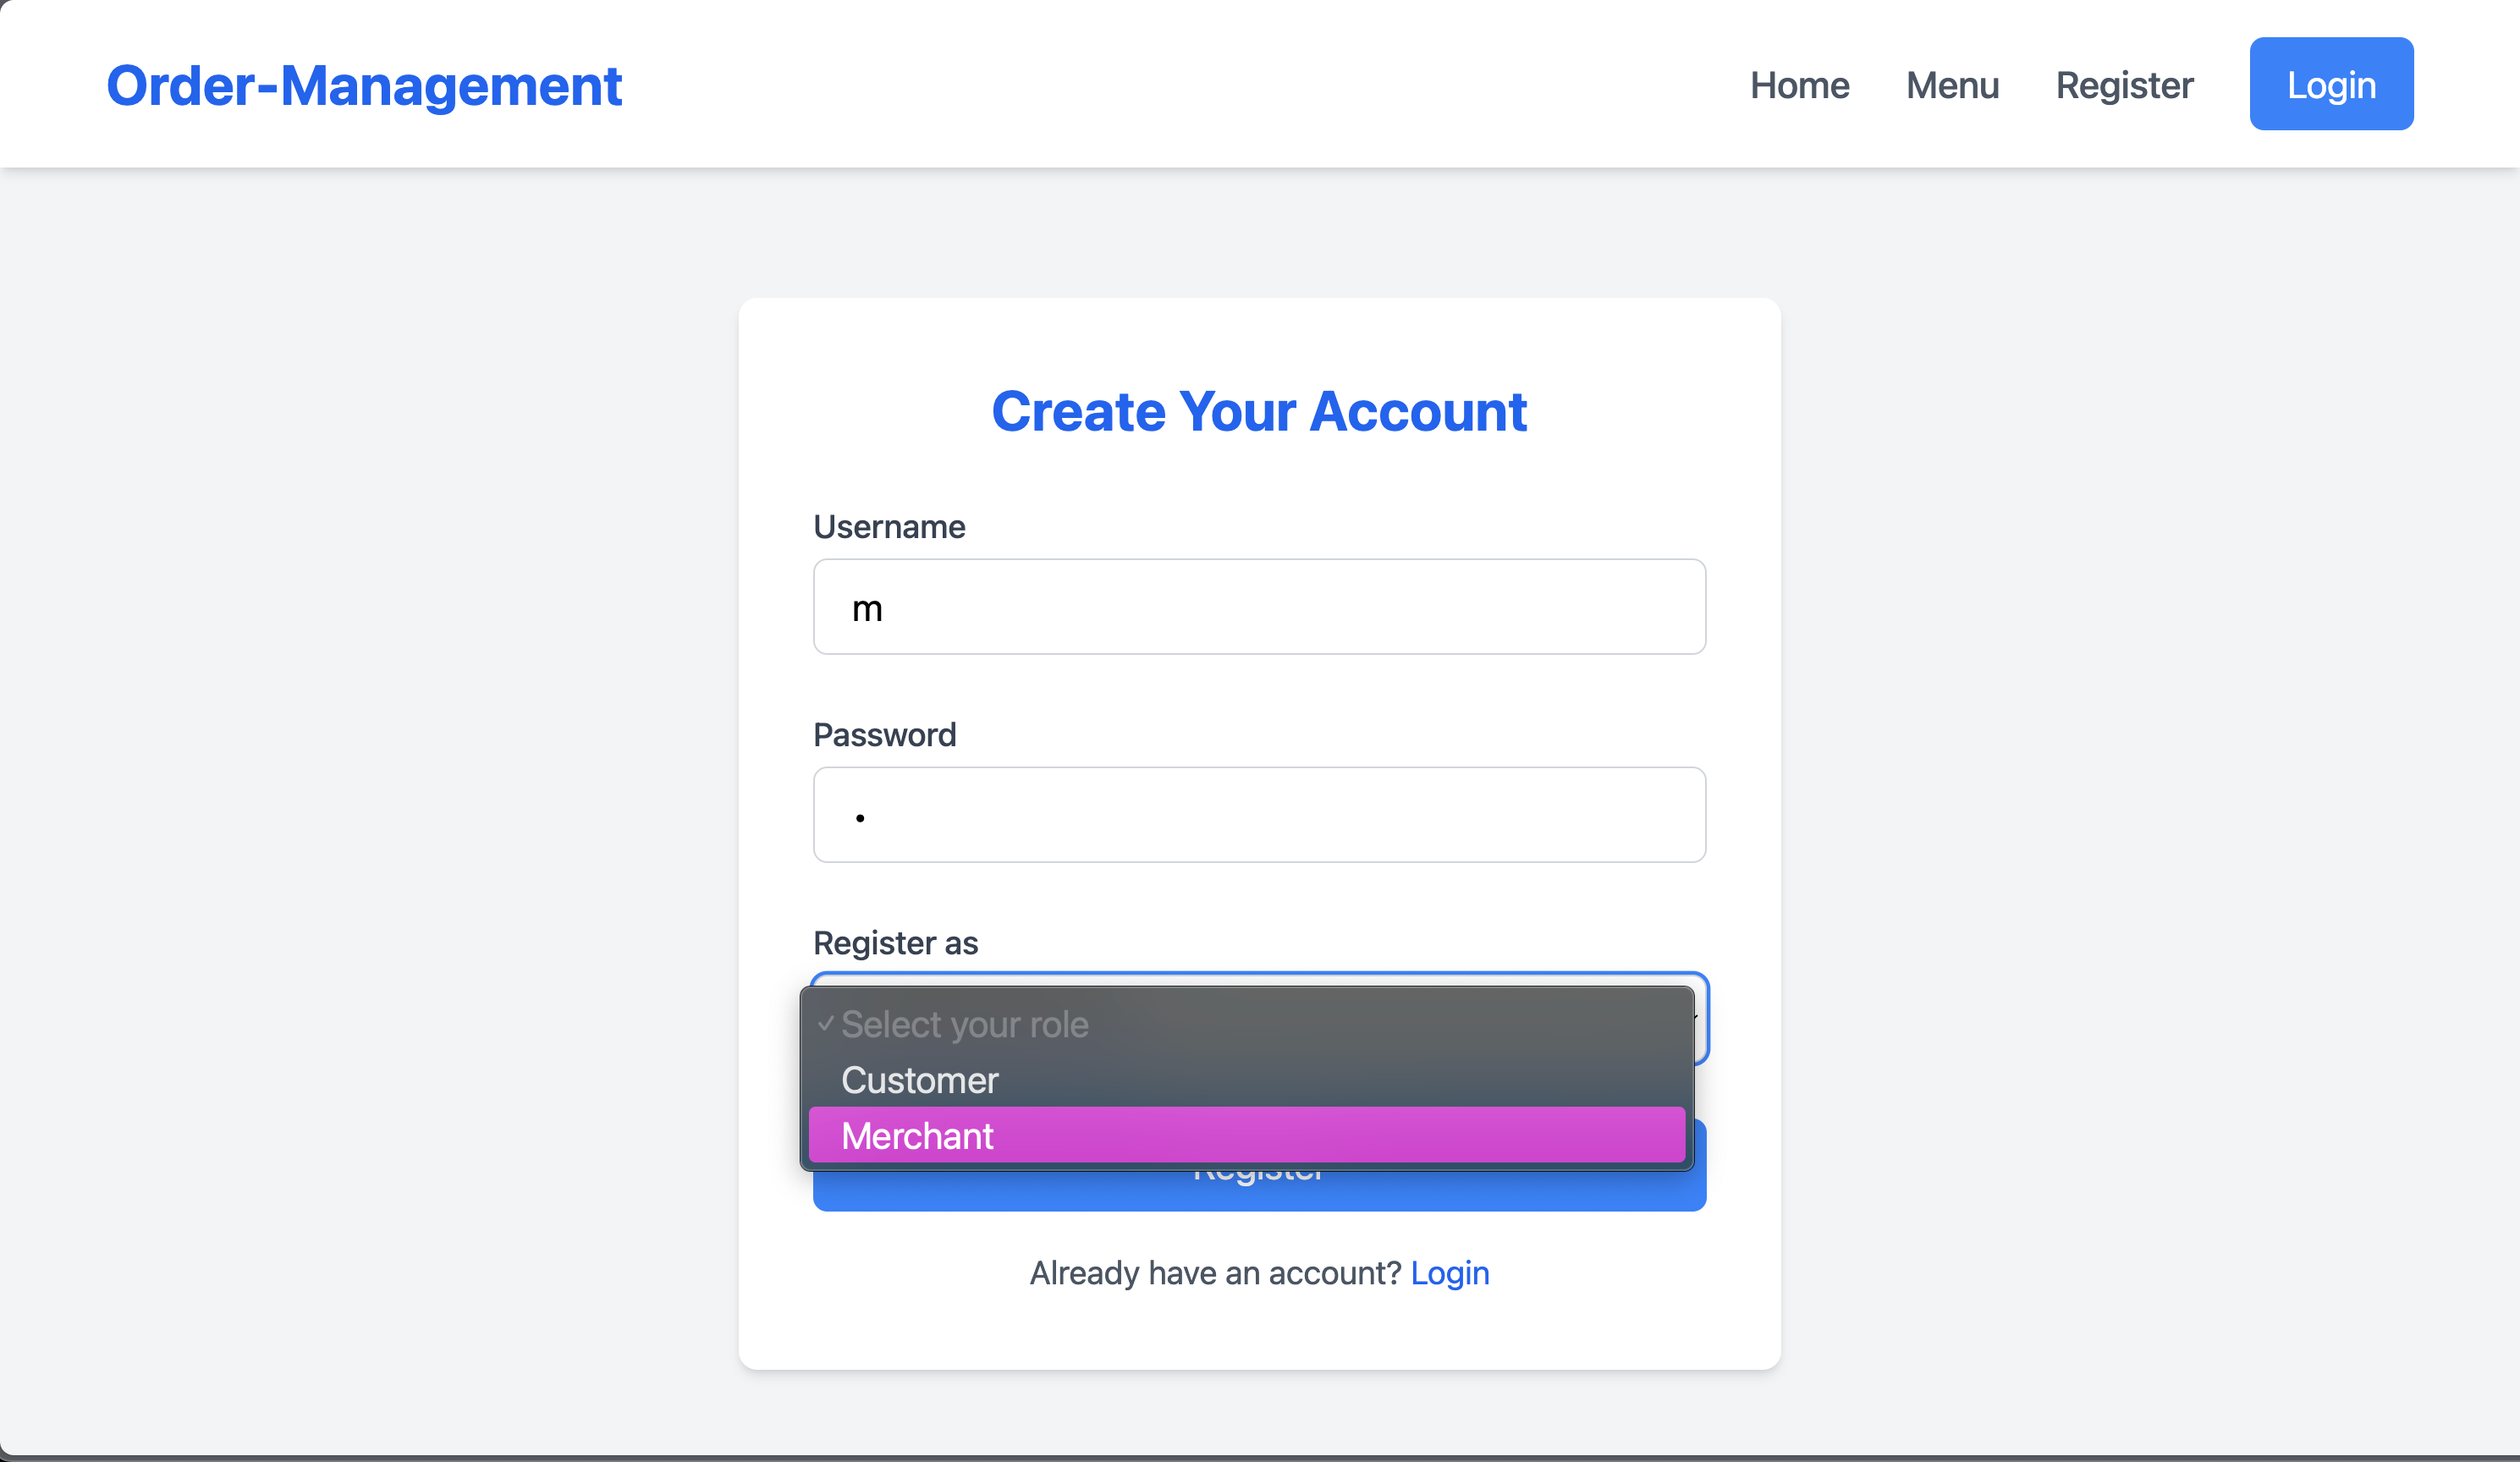 Order-Management
Home Menu Register Login
Create Your Account
Username
m
Password
Register as
✓ Select your role
Customer
Merchant
Register
Already have an account? Login